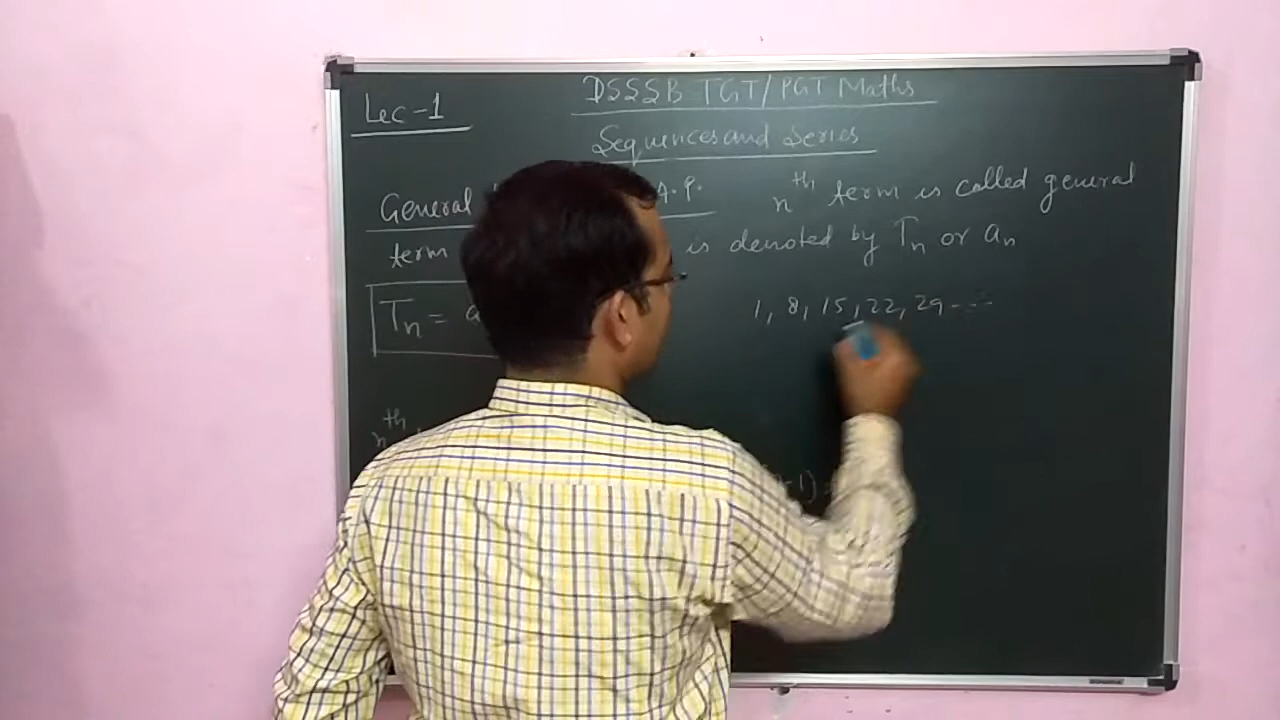 Lec-1
DSSSB TGT/PGT Maths
Sequences and Series
General A.P. nth term is called general
term is denoted by Tn or an
Tn = a
1, 8, 15, 22, 29 ---
nth
-1)